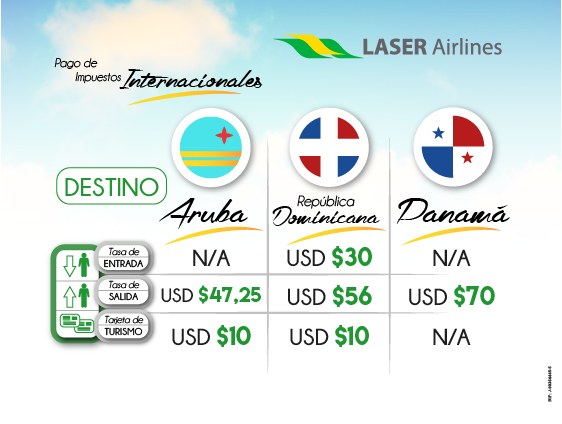 LASER Airlines
Pago de
Impuestos Internacionales
DESTINO
Aruba
República
Dominicana
Panamá
Tasa de
ENTRADA
N/A
USD $30
N/A
Tasa de
SALIDA
USD $47,25
USD $56
USD $70
Tarjeta de
TURISMO
USD $10
USD $10
N/A